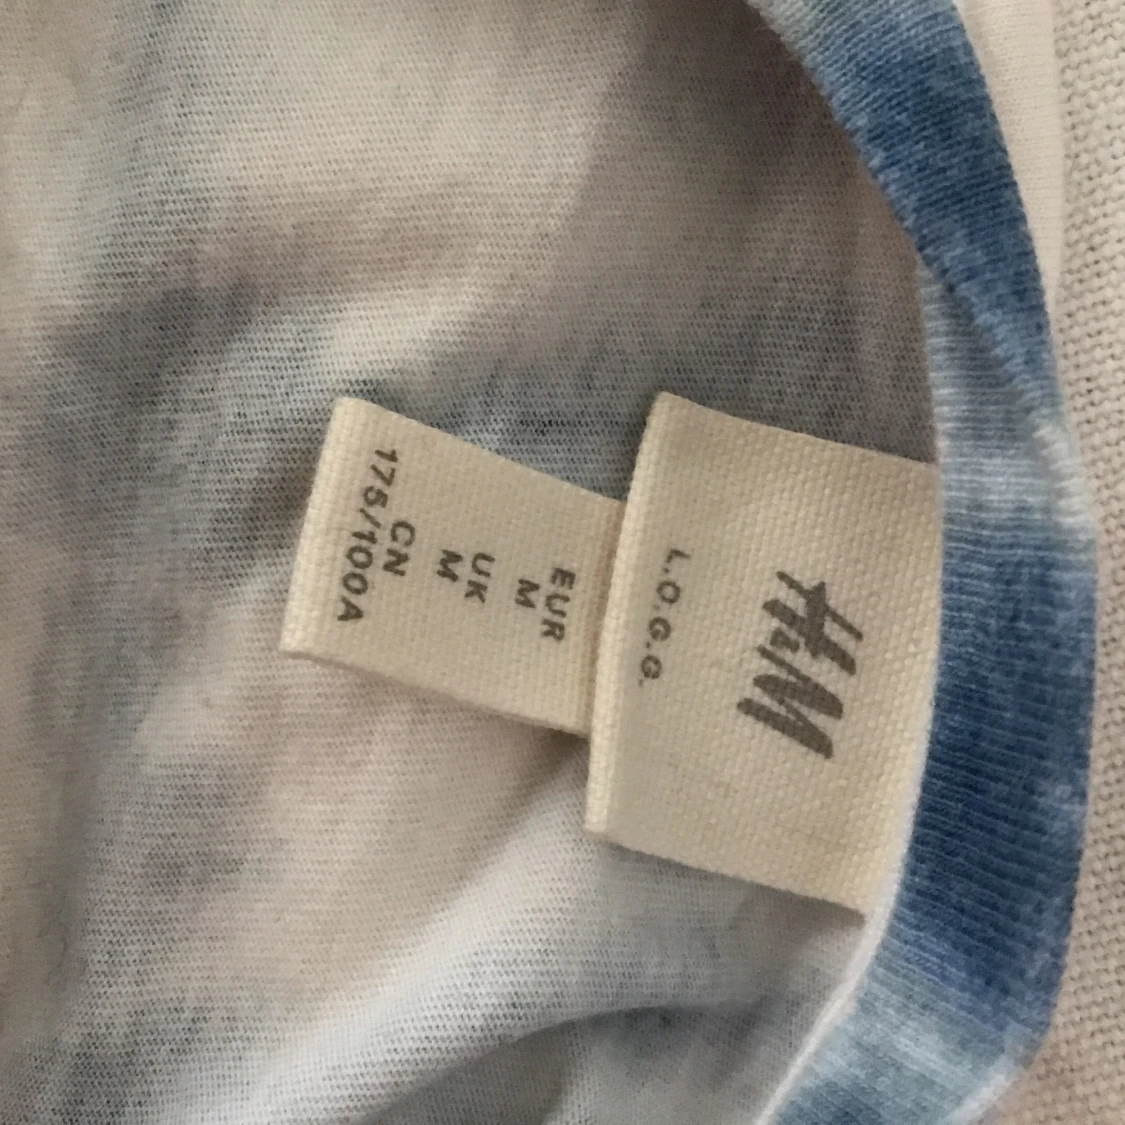 H&M
L.O.G.G.
EUR
M
UK
M
CN
175/100A